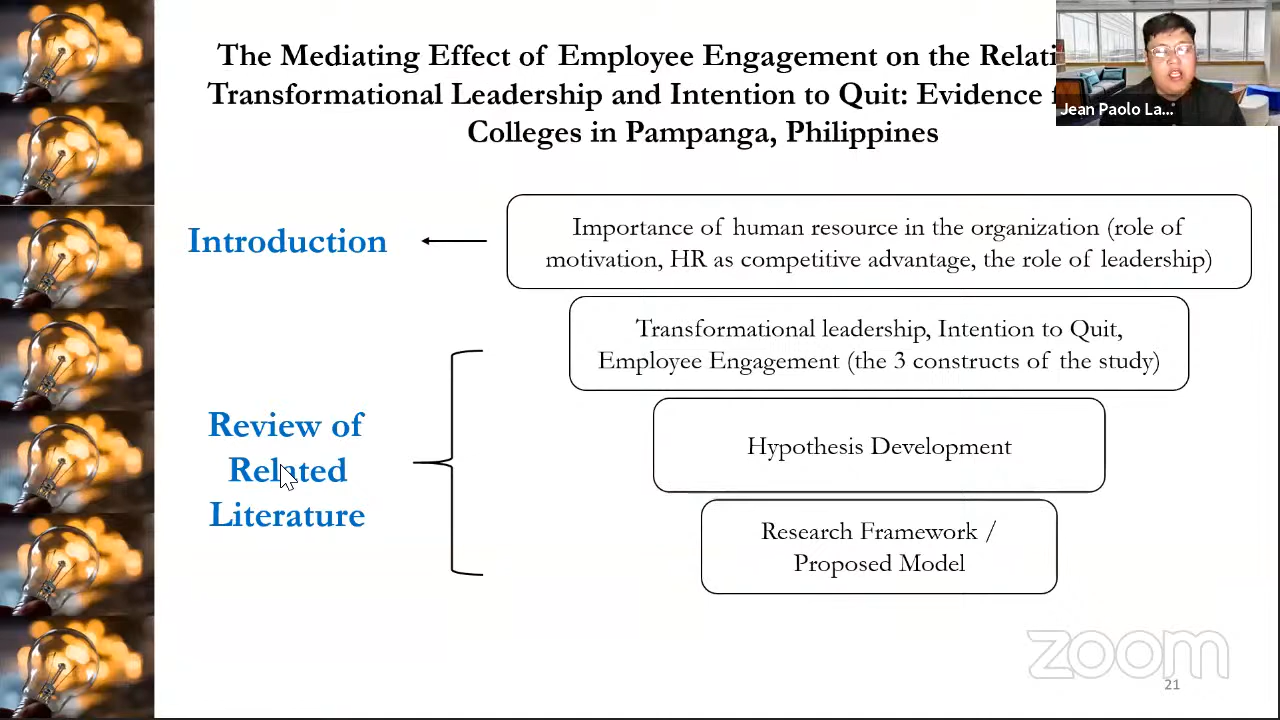 The Mediating Effect of Employee Engagement on the Relati
Transformational Leadership and Intention to Quit: Evidence
Colleges in Pampanga, Philippines
Jean Paolo La...
Introduction
Importance of human resource in the organization (role of
motivation, HR as competitive advantage, the role of leadership)
Transformational leadership, Intention to Quit,
Employee Engagement (the 3 constructs of the study)
Review of
Related
Literature
Hypothesis Development
Research Framework /
Proposed Model
zoom
21